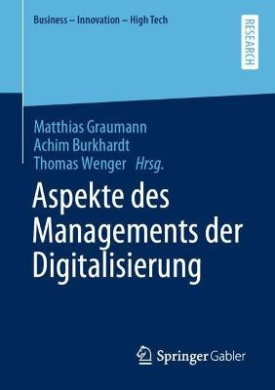 Business – Innovation – High Tech
RESEARCH
Matthias Graumann
Achim Burkhardt
Thomas Wenger Hrsg.
Aspekte des
Managements der
Digitalisierung
Springer Gabler